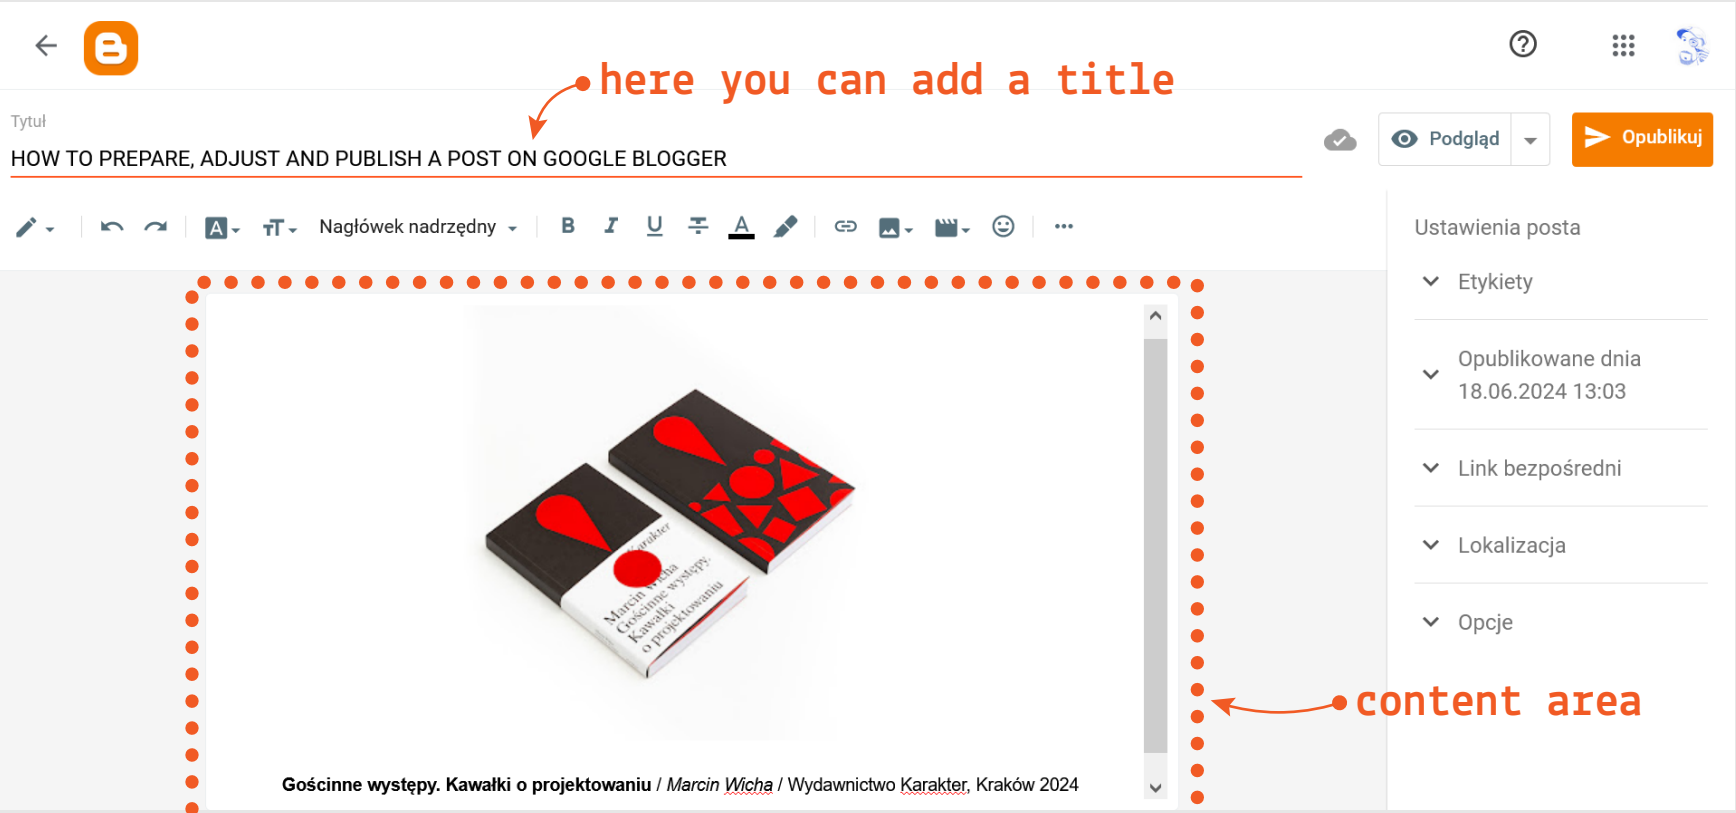 here you can add a title
Tytuł
HOW TO PREPARE, ADJUST AND PUBLISH A POST ON GOOGLE BLOGGER
Podgląd
Opublikuj
Nagłówek nadrzędny
B I U T A
Ustawienia posta
Etykiety
Opublikowane dnia
18.06.2024 13:03
Link bezpośredni
Lokalizacja
Opcje
Karakter
Marcin Wicha
Gościnne występy.
Kawałki
o projektowaniu
content area
Gościnne występy. Kawałki o projektowaniu / Marcin Wicha / Wydawnictwo Karakter, Kraków 2024